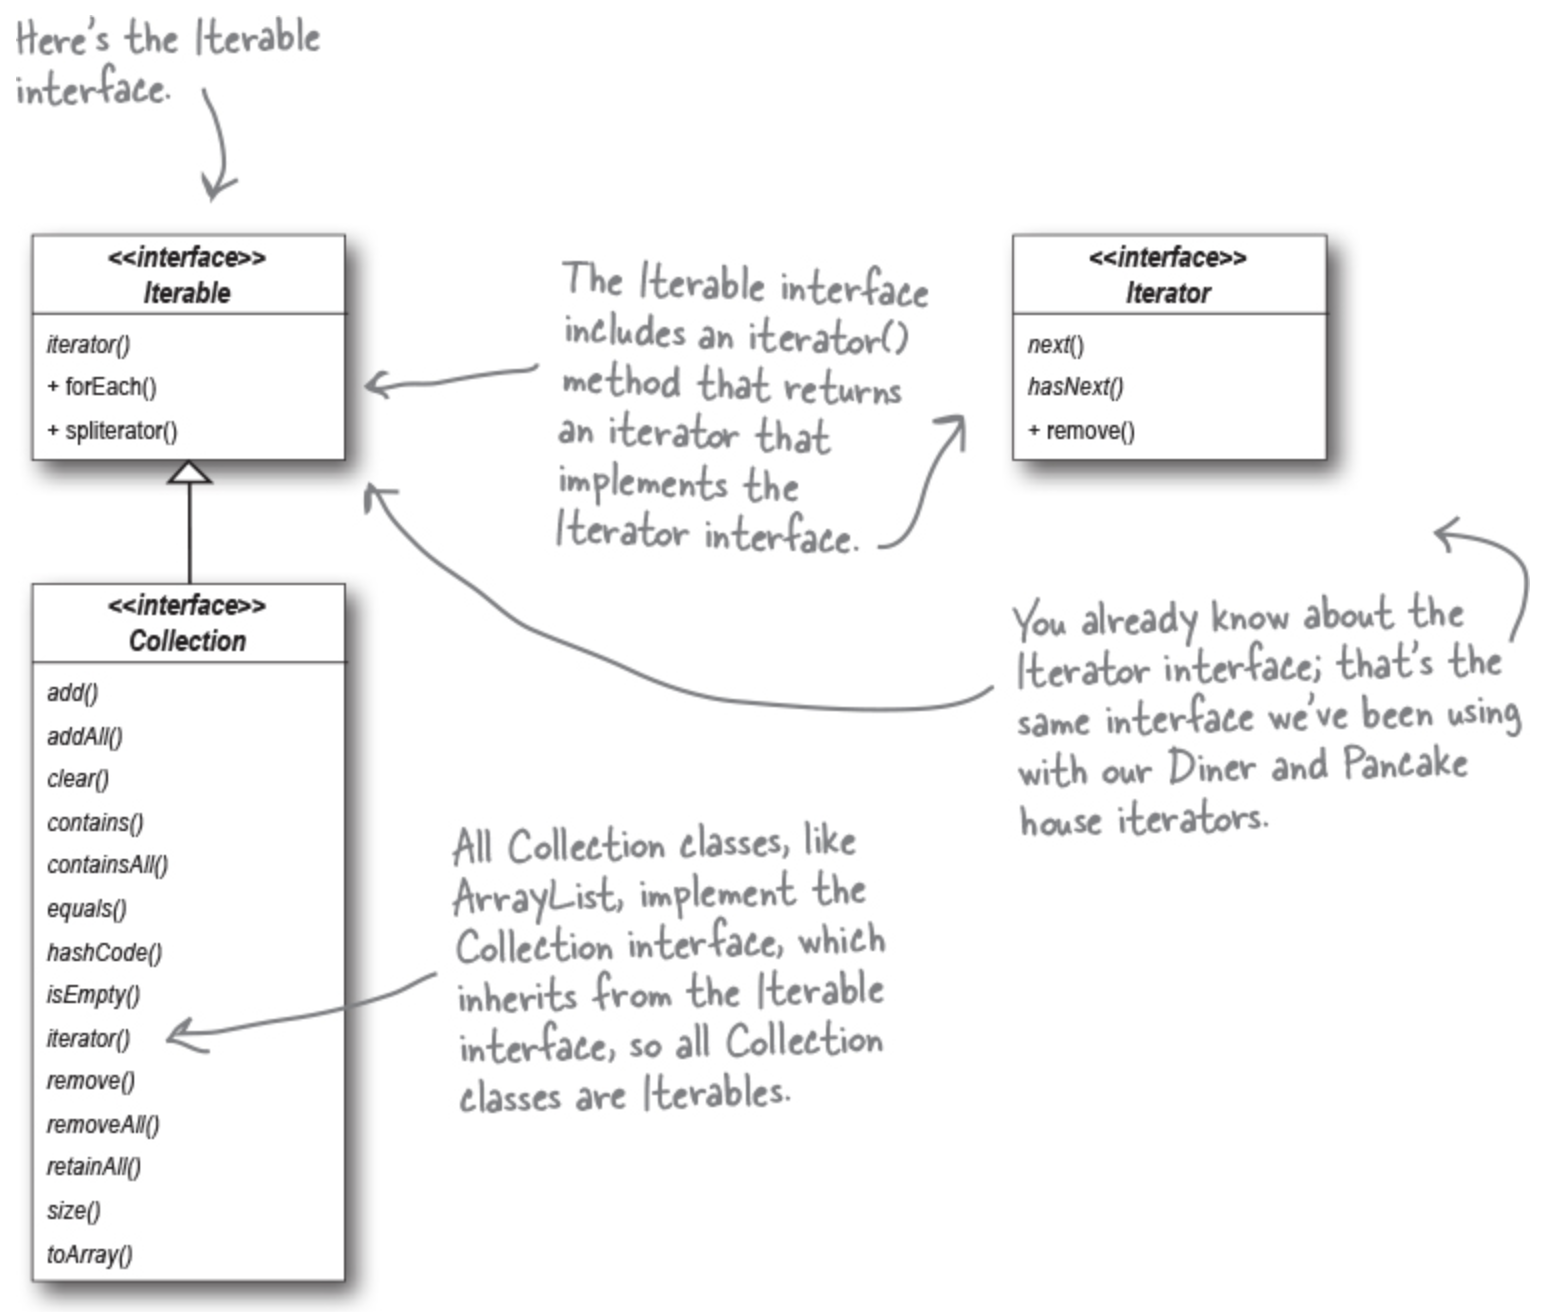 Here's the Iterable
interface.
<<interface>>
Iterable
iterator()
+ forEach()
+ spliterator()
The Iterable interface
includes an iterator()
method that returns
an iterator that
implements the
Iterator interface.
<<interface>>
Iterator
next()
hasNext()
+ remove()
You already know about the
Iterator interface; that's the
same interface we've been using
with our Diner and Pancake
house iterators.
<<interface>>
Collection
add()
addAll()
clear()
contains()
containsAll()
equals()
hashCode()
isEmpty()
iterator()
remove()
removeAll()
retainAll()
size()
toArray()
All Collection classes, like
ArrayList, implement the
Collection interface, which
inherits from the Iterable
interface, so all Collection
classes are Iterables.